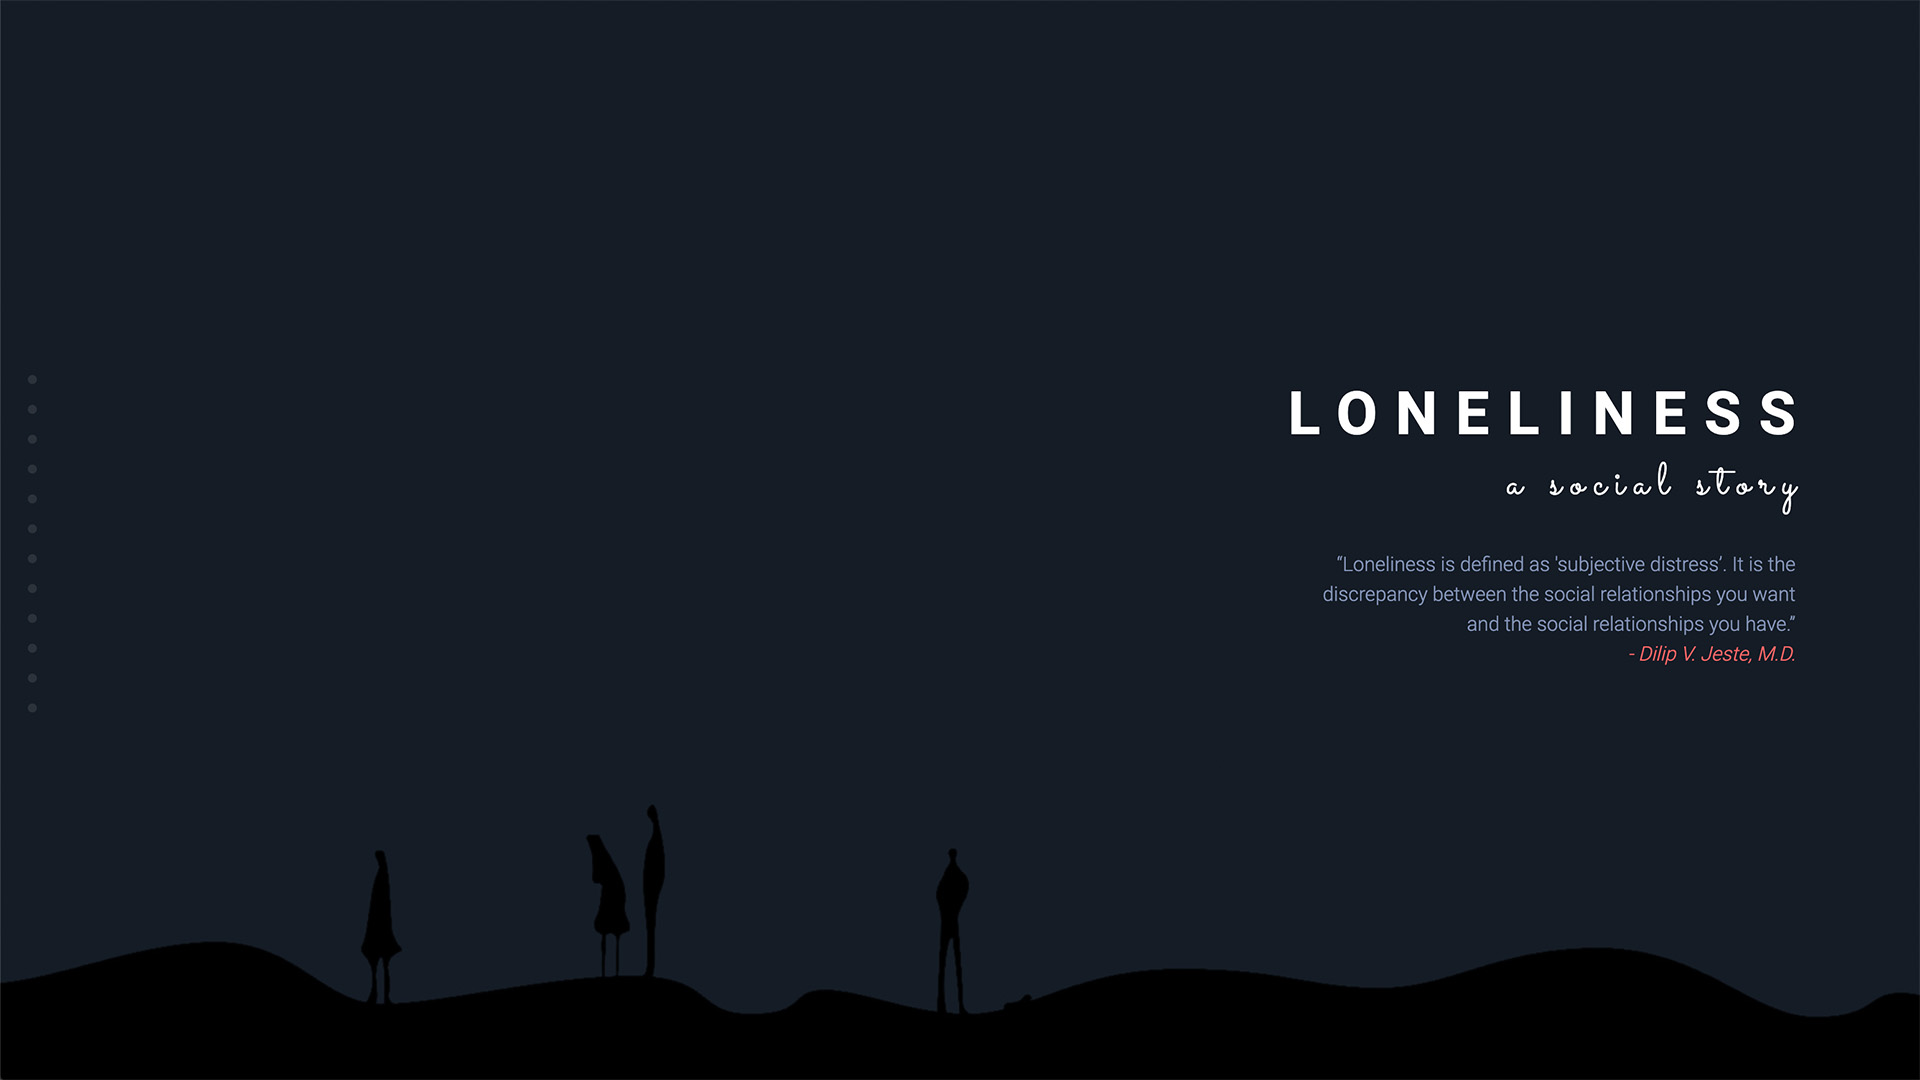 LONELINESS
a social story
“Loneliness is defined as 'subjective distress’. It is the
discrepancy between the social relationships you want
and the social relationships you have.”
- Dilip V. Jeste, M.D.